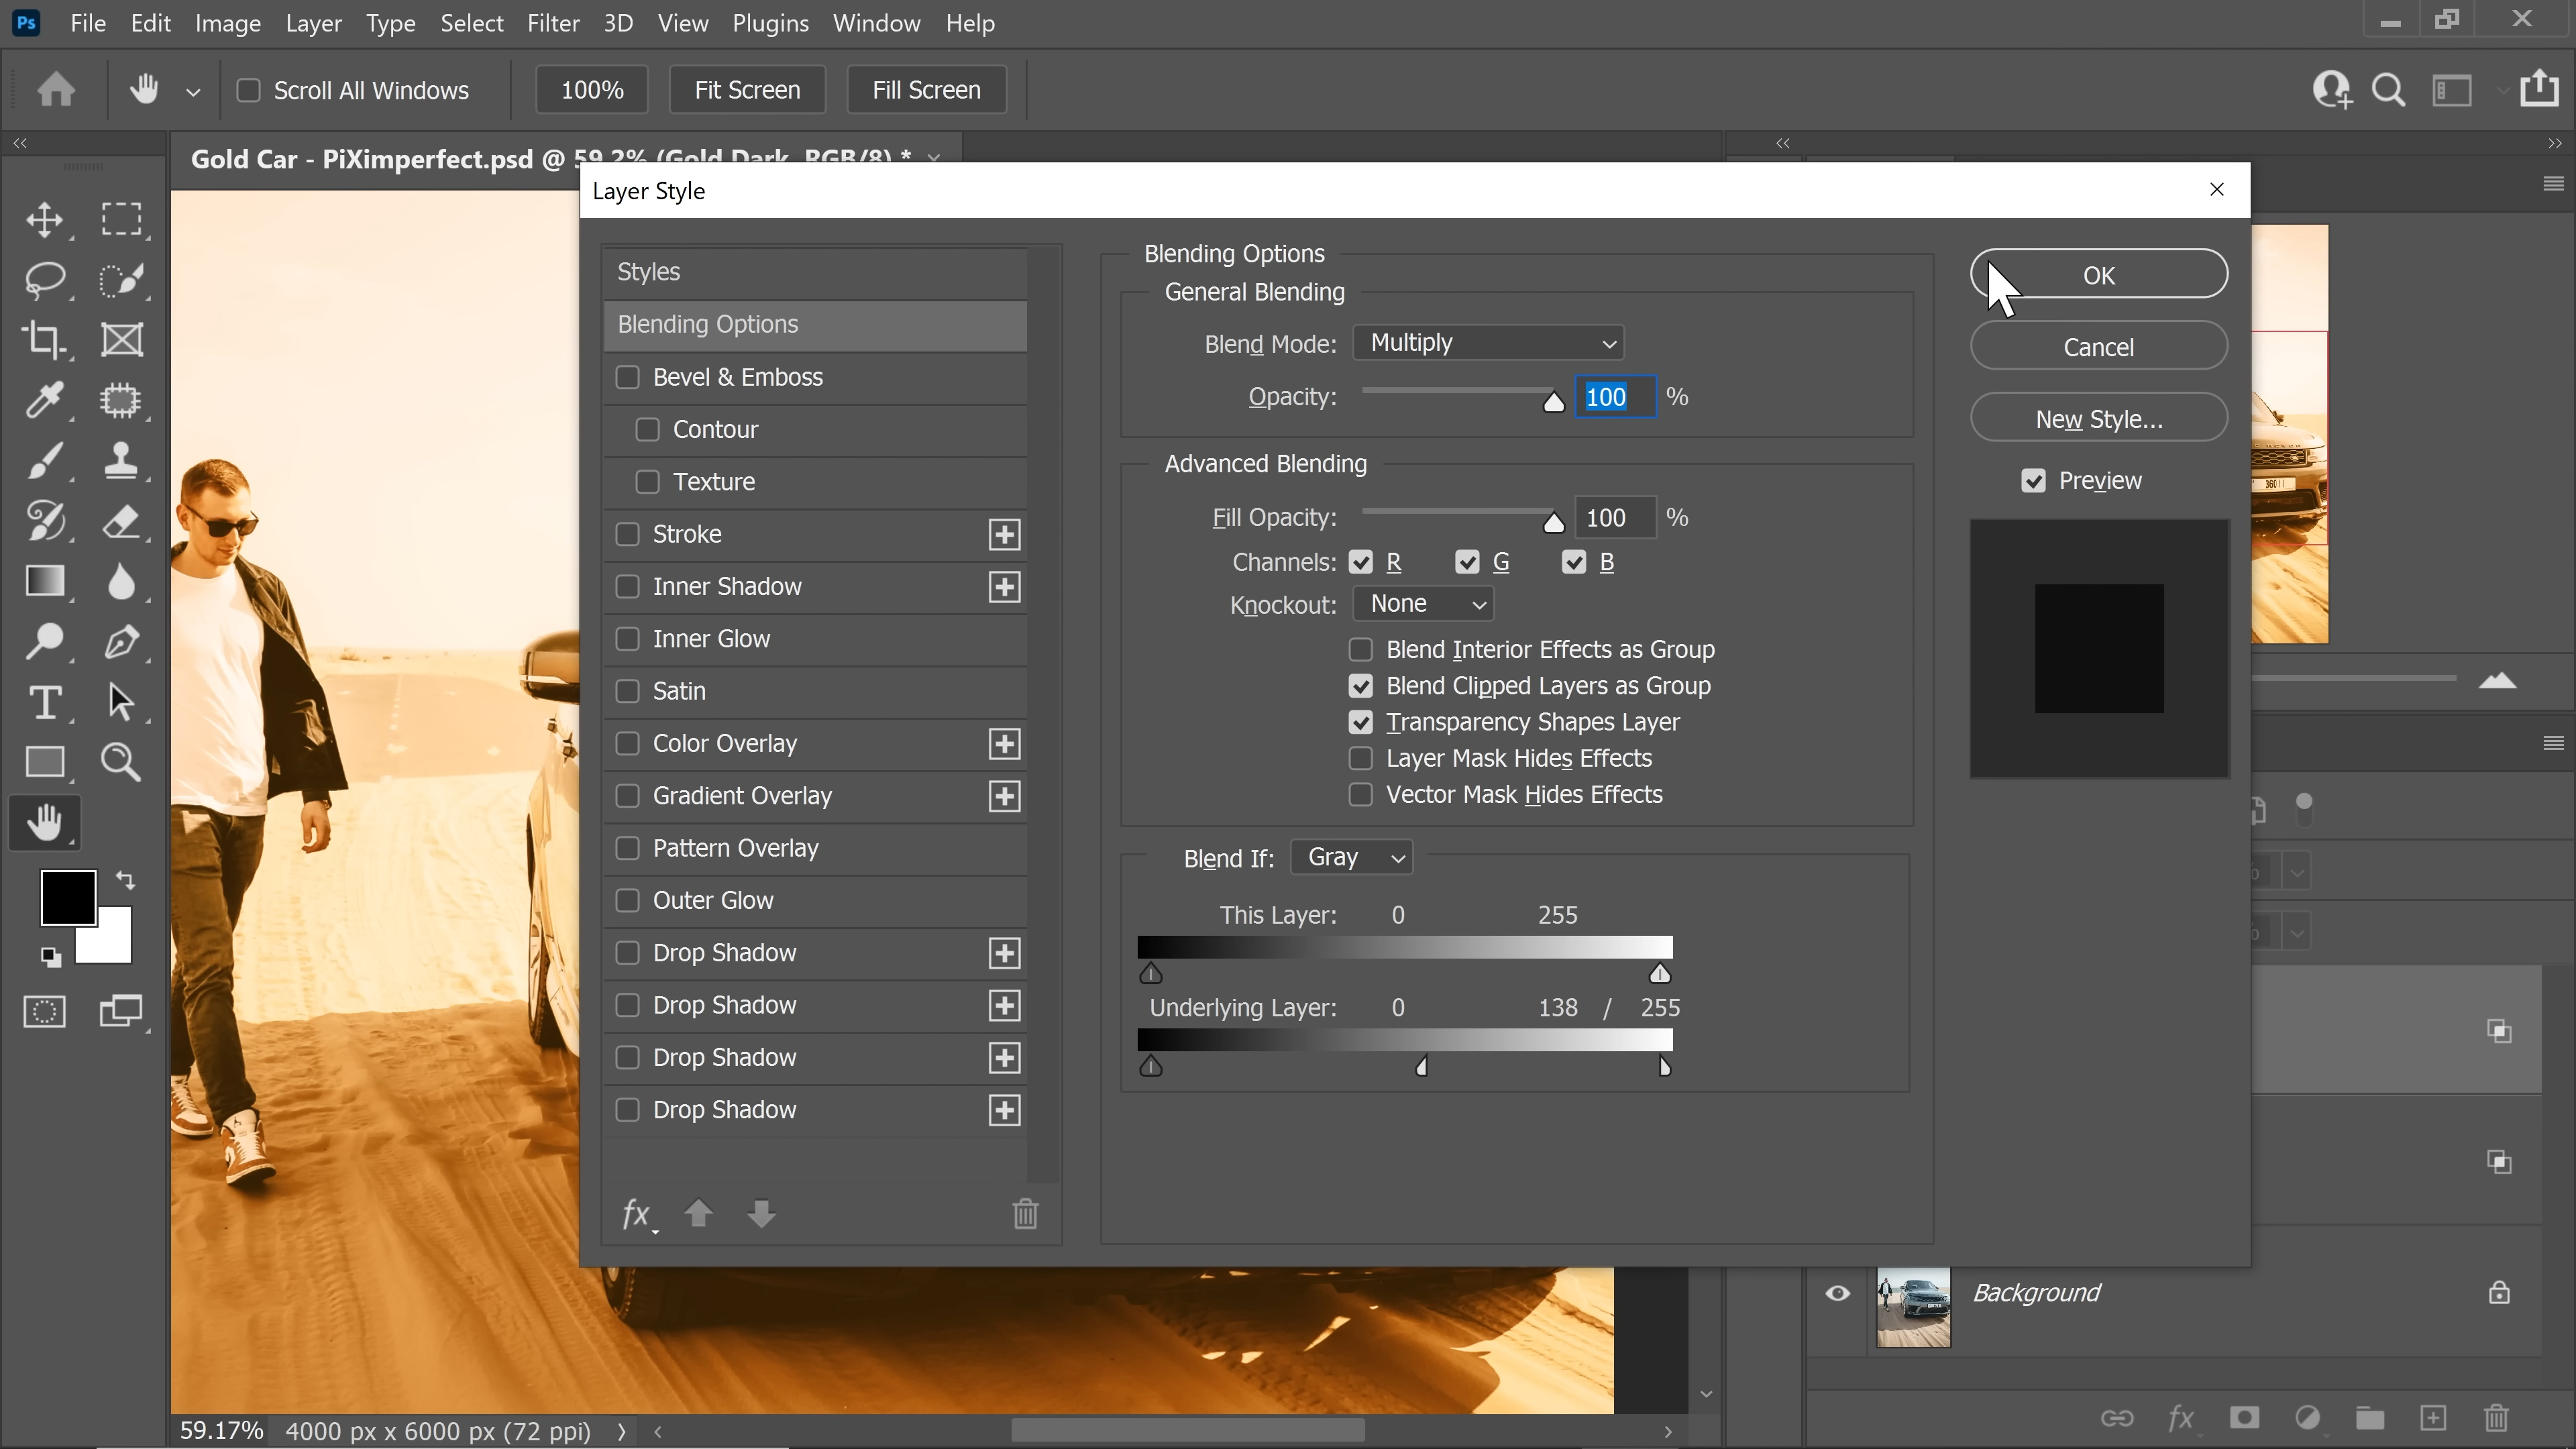 Ps File Edit Image Layer Type Select Filter 3D View Plugins Window Help
Scroll All Windows 100% Fit Screen Fill Screen
Gold Car - PiXimperfect.psd @ 59.2% (Gold Dark, RGB/8) *
Layer Style
Styles
Blending Options
Bevel & Emboss
Contour
Texture
Stroke
Inner Shadow
Inner Glow
Satin
Color Overlay
Gradient Overlay
Pattern Overlay
Outer Glow
Drop Shadow
Drop Shadow
Drop Shadow
Drop Shadow
fx
Blending Options
General Blending
Blend Mode: Multiply
Opacity: 100 %
Advanced Blending
Fill Opacity: 100 %
Channels: R G B
Knockout: None
Blend Interior Effects as Group
Blend Clipped Layers as Group
Transparency Shapes Layer
Layer Mask Hides Effects
Vector Mask Hides Effects
Blend If: Gray
This Layer: 0 255
Underlying Layer: 0 138 / 255
OK
Cancel
New Style...
Preview
Background
fx
59.17% 4000 px x 6000 px (72 ppi)